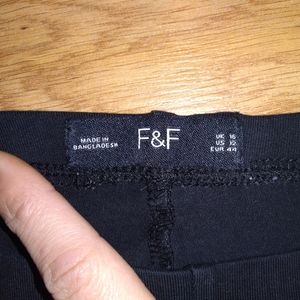 MADE IN
BANGLADESH
F&F
UK 16
US 12
EUR 44